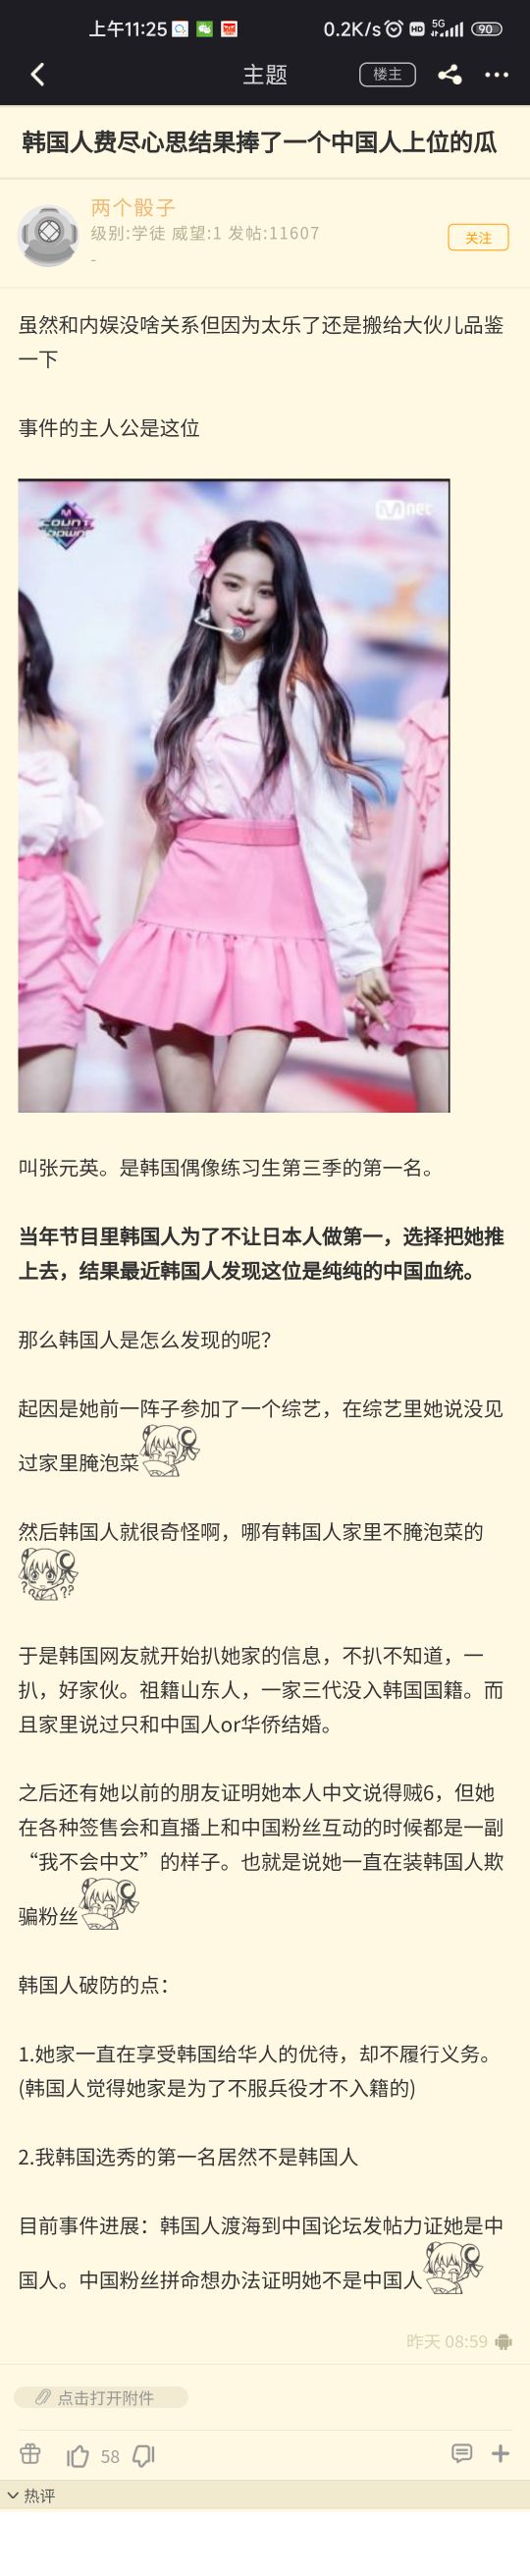 上午11:25
0.2K/s
HD
5G
90
主题
楼主
韩国人费尽心思结果捧了一个中国人上位的瓜
两个骰子
级别:学徒 威望:1 发帖:11607
-
关注
虽然和内娱没啥关系但因为太乐了还是搬给大伙儿品鉴
一下
事件的主人公是这位
M
COUNT
DOWN
Mnet
叫张元英。是韩国偶像练习生第三季的第一名。
当年节目里韩国人为了不让日本人做第一，选择把她推
上去，结果最近韩国人发现这位是纯纯的中国血统。
那么韩国人是怎么发现的呢？
起因是她前一阵子参加了一个综艺，在综艺里她说没见
过家里腌泡菜
然后韩国人就很奇怪啊，哪有韩国人家里不腌泡菜的
???
于是韩国网友就开始扒她家的信息，不扒不知道，一
扒，好家伙。祖籍山东人，一家三代没入韩国国籍。而
且家里说过只和中国人or华侨结婚。
之后还有她以前的朋友证明她本人中文说得贼6，但她
在各种签售会和直播上和中国粉丝互动的时候都是一副
“我不会中文”的样子。也就是说她一直在装韩国人欺
骗粉丝
韩国人破防的点：
1.她家一直在享受韩国给华人的优待，却不履行义务。
(韩国人觉得她家是为了不服兵役才不入籍的)
2.我韩国选秀的第一名居然不是韩国人
目前事件进展：韩国人渡海到中国论坛发帖力证她是中
国人。中国粉丝拼命想办法证明她不是中国人
昨天 08:59
点击打开附件
58
热评